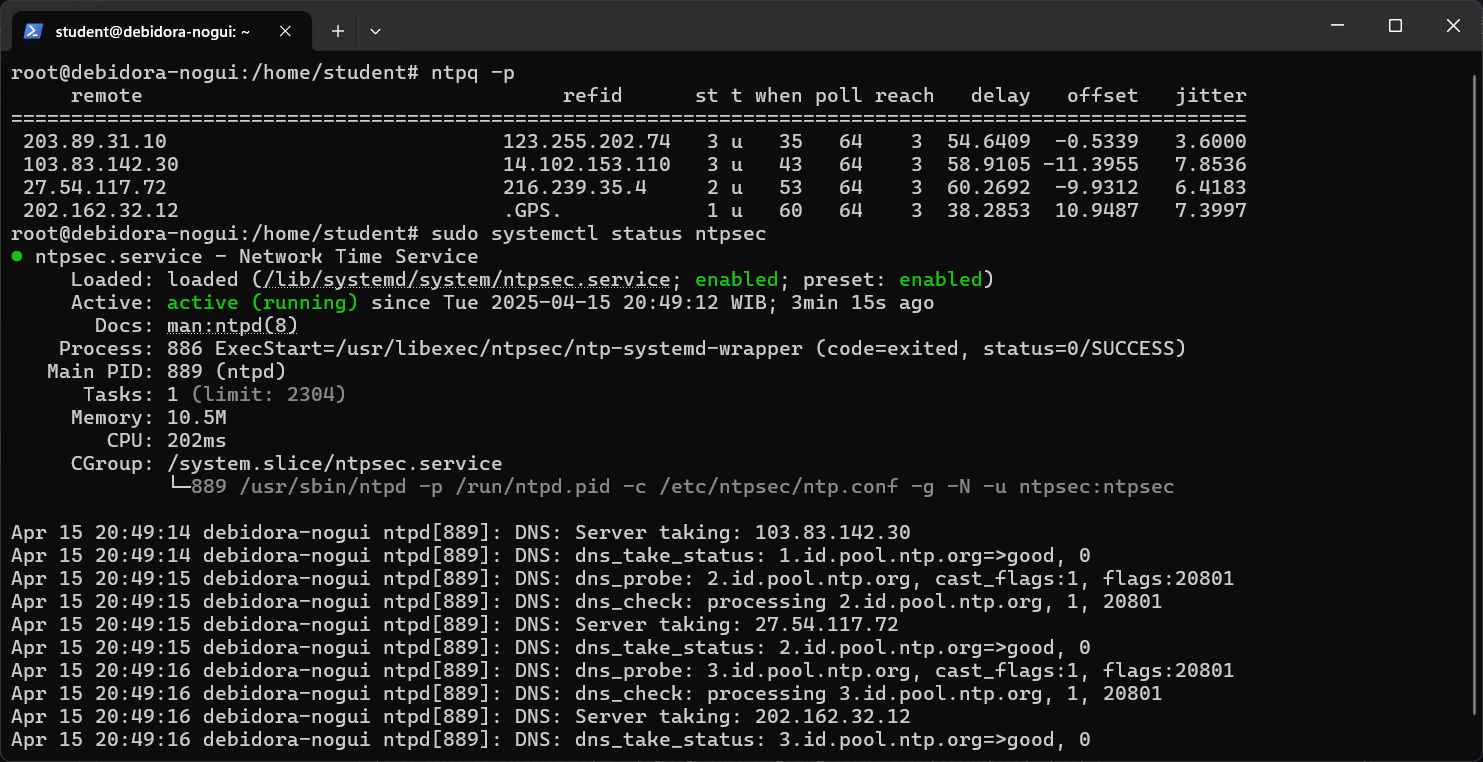 student@debidora-nogui: ~
root@debidora-nogui:/home/student# ntpq -p
     remote                                   refid      st t when poll reach   delay   offset   jitter
=======================================================================================================
 203.89.31.10                            123.255.202.74   3 u   35   64     3  54.6409  -0.5339   3.6000
 103.83.142.30                           14.102.153.110   3 u   43   64     3  58.9105 -11.3955   7.8536
 27.54.117.72                            216.239.35.4     2 u   53   64     3  60.2692  -9.9312   6.4183
 202.162.32.12                           .GPS.            1 u   60   64     3  38.2853  10.9487   7.3997
root@debidora-nogui:/home/student# sudo systemctl status ntpsec
● ntpsec.service - Network Time Service
     Loaded: loaded (/lib/systemd/system/ntpsec.service; enabled; preset: enabled)
     Active: active (running) since Tue 2025-04-15 20:49:12 WIB; 3min 15s ago
       Docs: man:ntpd(8)
    Process: 886 ExecStart=/usr/libexec/ntpsec/ntp-systemd-wrapper (code=exited, status=0/SUCCESS)
   Main PID: 889 (ntpd)
      Tasks: 1 (limit: 2304)
     Memory: 10.5M
        CPU: 202ms
     CGroup: /system.slice/ntpsec.service
             └─889 /usr/sbin/ntpd -p /run/ntpd.pid -c /etc/ntpsec/ntp.conf -g -N -u ntpsec:ntpsec

Apr 15 20:49:14 debidora-nogui ntpd[889]: DNS: Server taking: 103.83.142.30
Apr 15 20:49:14 debidora-nogui ntpd[889]: DNS: dns_take_status: 1.id.pool.ntp.org=>good, 0
Apr 15 20:49:15 debidora-nogui ntpd[889]: DNS: dns_probe: 2.id.pool.ntp.org, cast_flags:1, flags:20801
Apr 15 20:49:15 debidora-nogui ntpd[889]: DNS: dns_check: processing 2.id.pool.ntp.org, 1, 20801
Apr 15 20:49:15 debidora-nogui ntpd[889]: DNS: Server taking: 27.54.117.72
Apr 15 20:49:15 debidora-nogui ntpd[889]: DNS: dns_take_status: 2.id.pool.ntp.org=>good, 0
Apr 15 20:49:16 debidora-nogui ntpd[889]: DNS: dns_probe: 3.id.pool.ntp.org, cast_flags:1, flags:20801
Apr 15 20:49:16 debidora-nogui ntpd[889]: DNS: dns_check: processing 3.id.pool.ntp.org, 1, 20801
Apr 15 20:49:16 debidora-nogui ntpd[889]: DNS: Server taking: 202.162.32.12
Apr 15 20:49:16 debidora-nogui ntpd[889]: DNS: dns_take_status: 3.id.pool.ntp.org=>good, 0